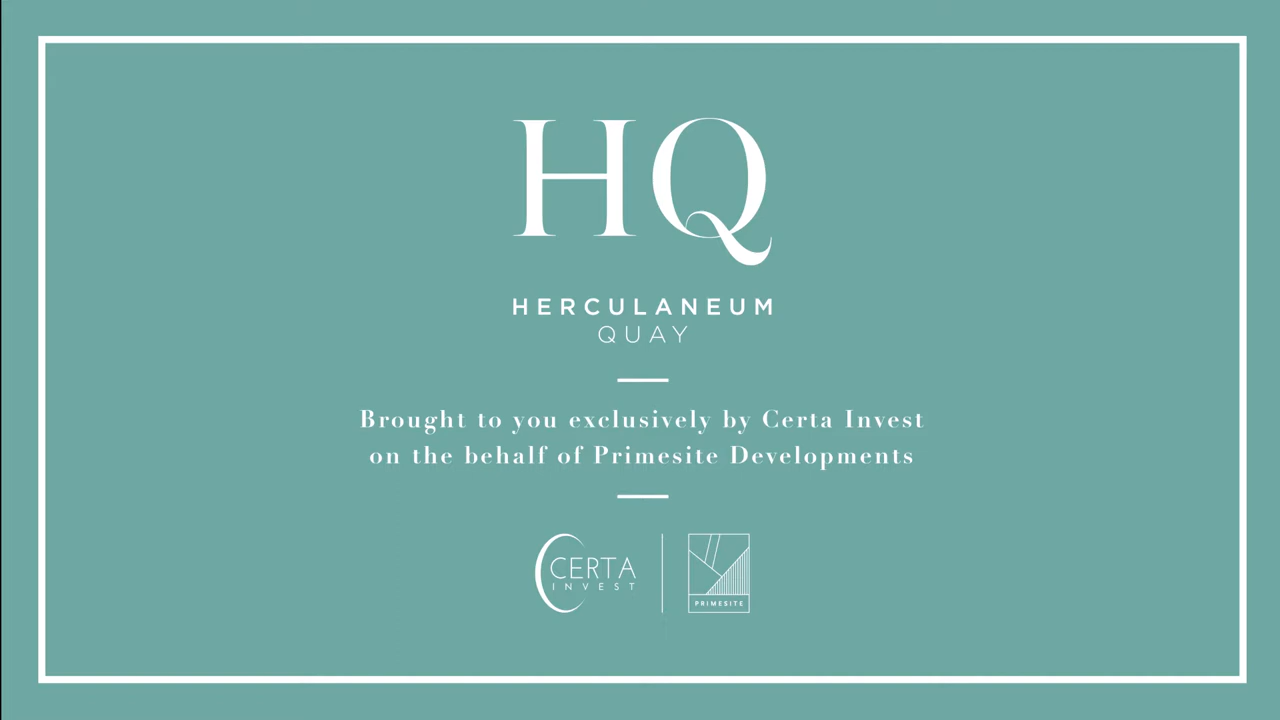 HQ
HERCULANEUM
QUAY
Brought to you exclusively by Certa Invest
on the behalf of Primesite Developments
CERTA
INVEST
PRIMESITE